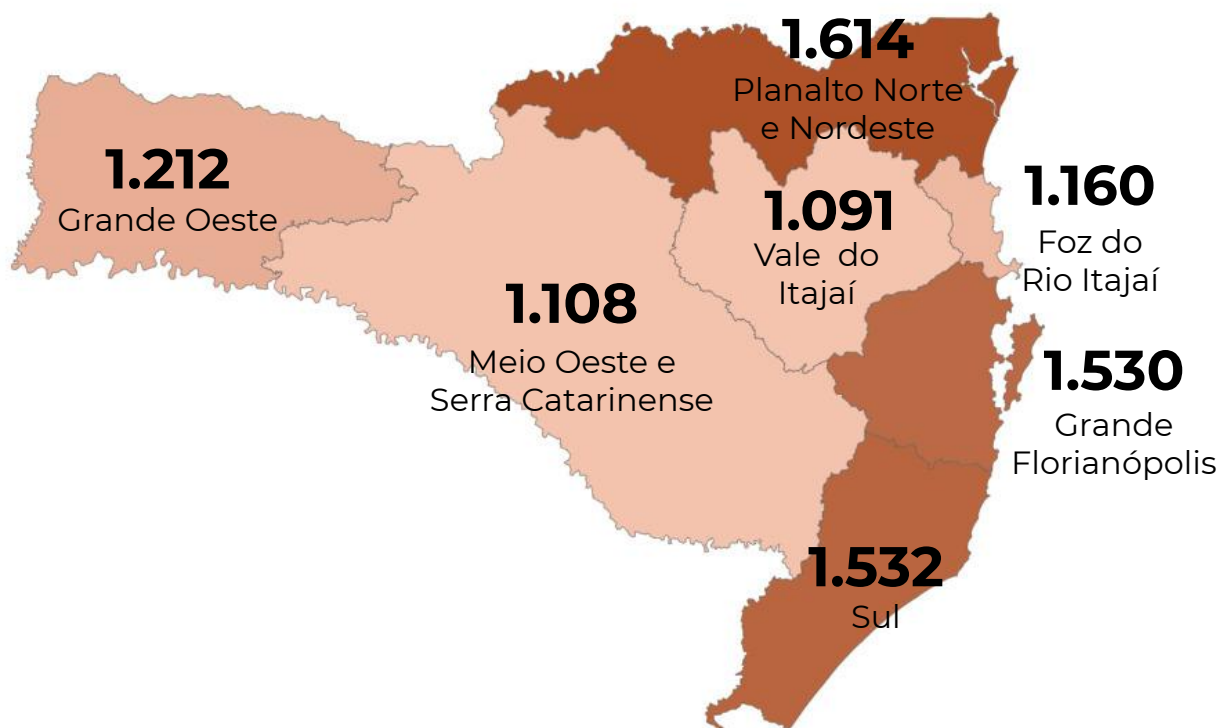 1.614
Planalto Norte
e Nordeste
1.212
Grande Oeste
1.091
Vale do
Itajaí
1.160
Foz do
Rio Itajaí
1.108
Meio Oeste e
Serra Catarinense
1.530
Grande
Florianópolis
1.532
Sul